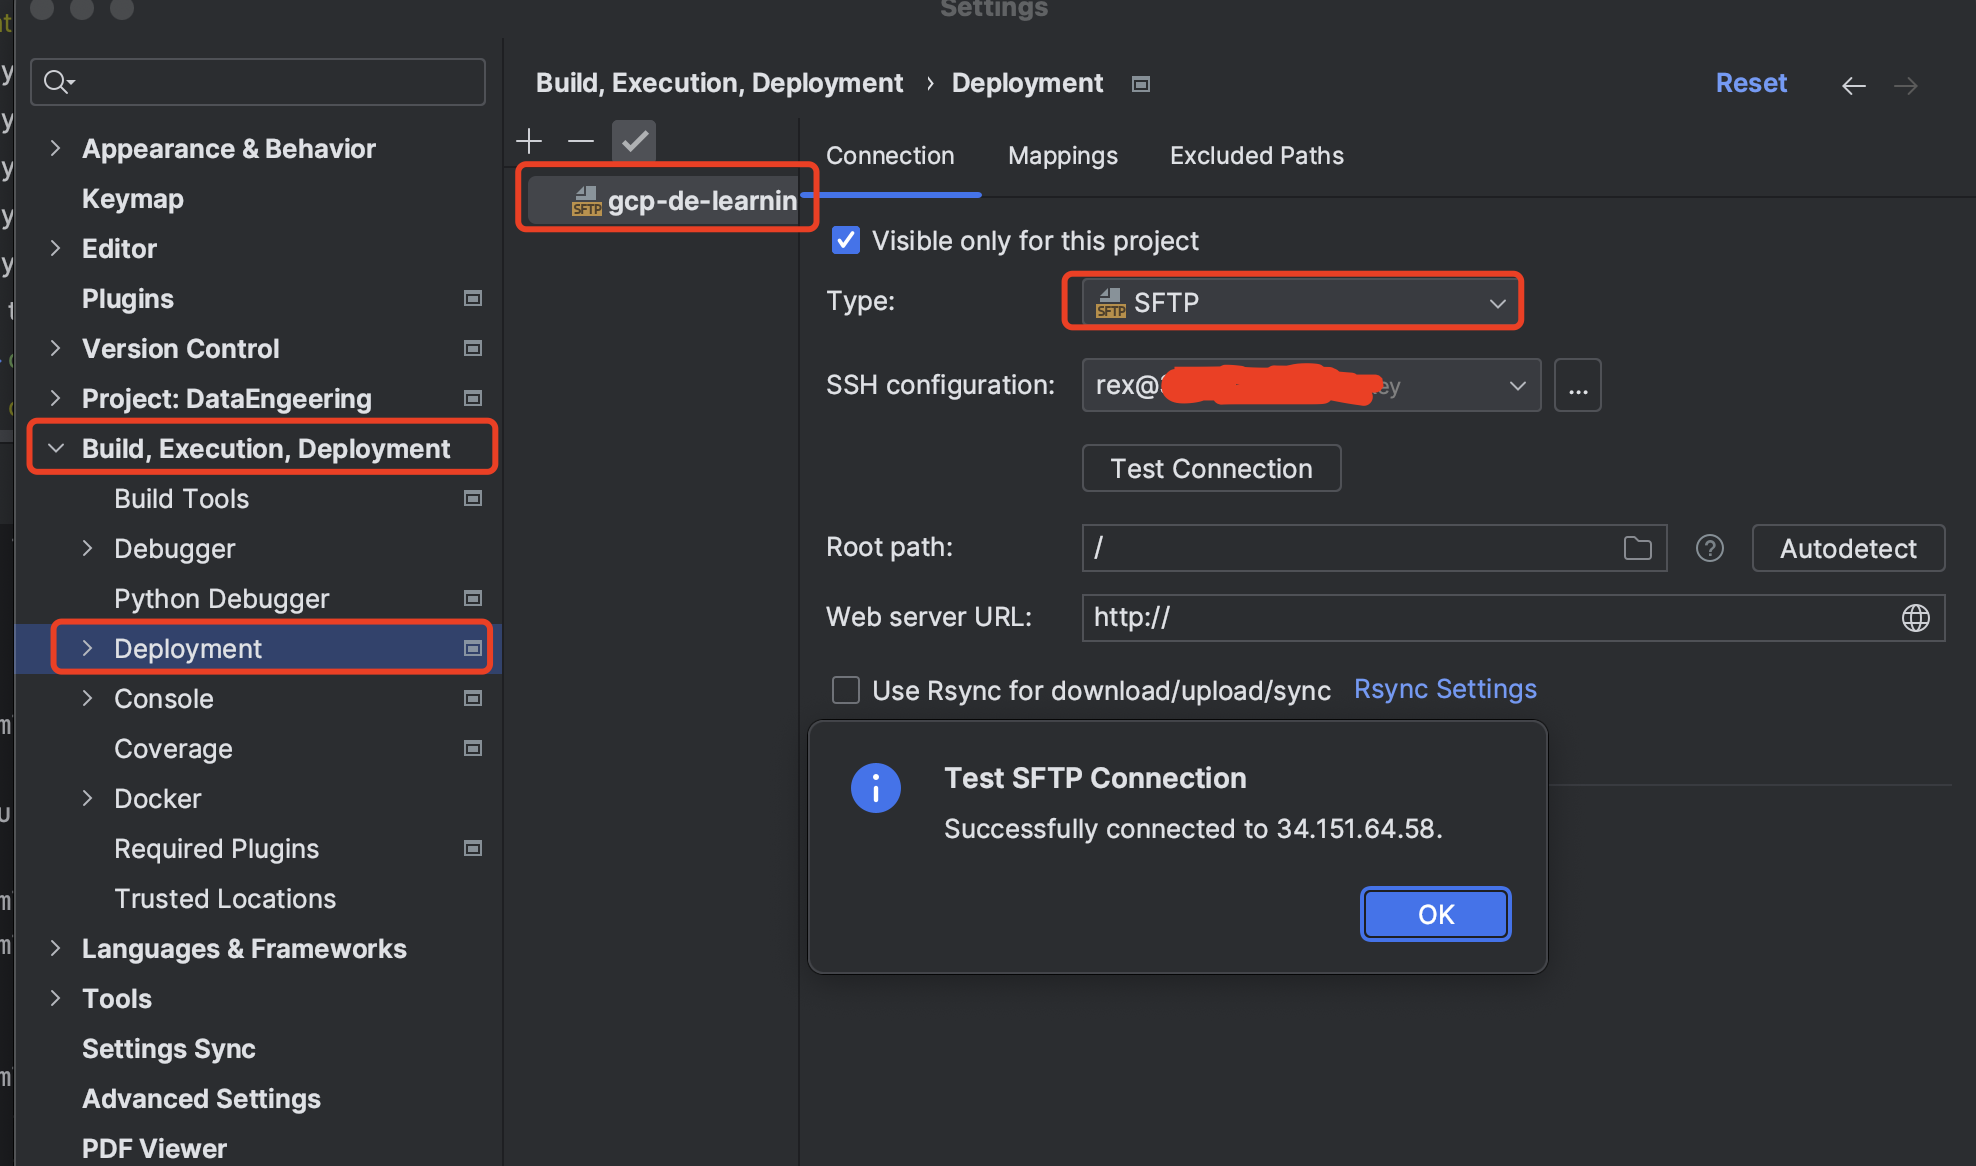 Settings
Build, Execution, Deployment › Deployment
Reset
Appearance & Behavior
Keymap
Editor
Plugins
Version Control
Project: DataEngeering
Build, Execution, Deployment
Build Tools
Debugger
Python Debugger
Deployment
Console
Coverage
Docker
Required Plugins
Trusted Locations
Languages & Frameworks
Tools
Settings Sync
Advanced Settings
PDF Viewer
SFTP gcp-de-learnin
Connection Mappings Excluded Paths
Visible only for this project
Type: SFTP SFTP
SSH configuration: rex@ ...
Test Connection
Root path: / ? Autodetect
Web server URL: http://
Use Rsync for download/upload/sync Rsync Settings
Test SFTP Connection
Successfully connected to 34.151.64.58.
OK